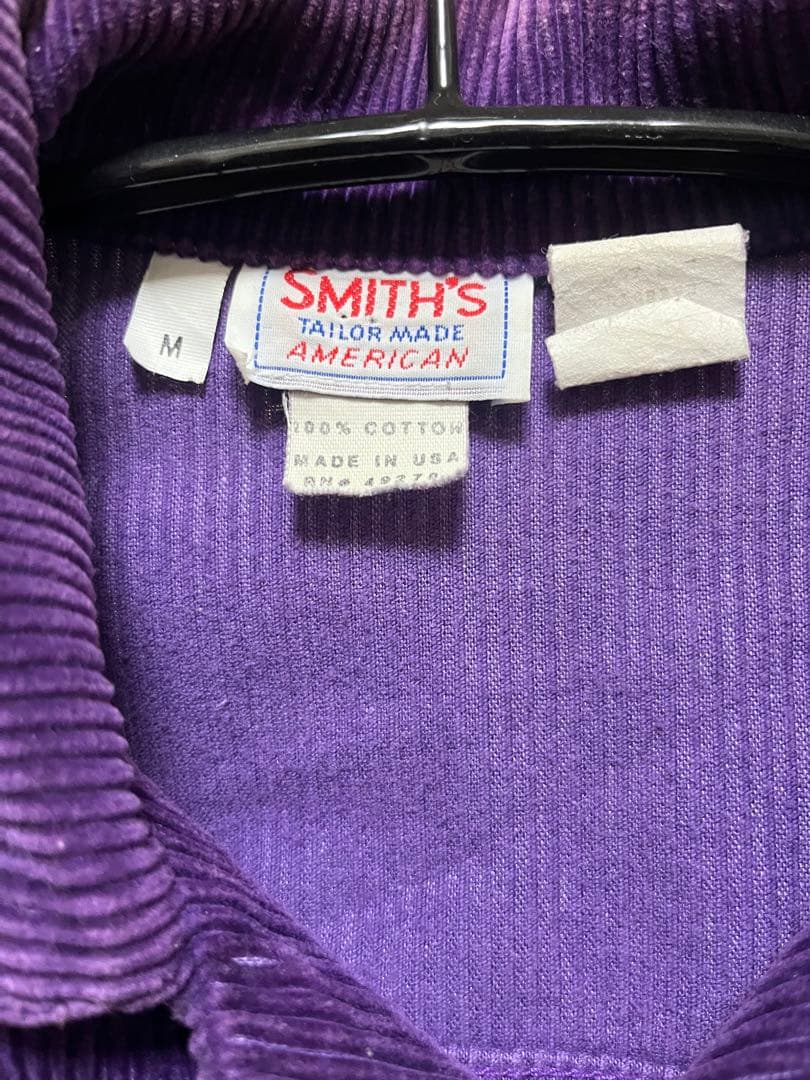 M
SMITH'S
TAILOR MADE
AMERICAN
100% COTTON
MADE IN USA